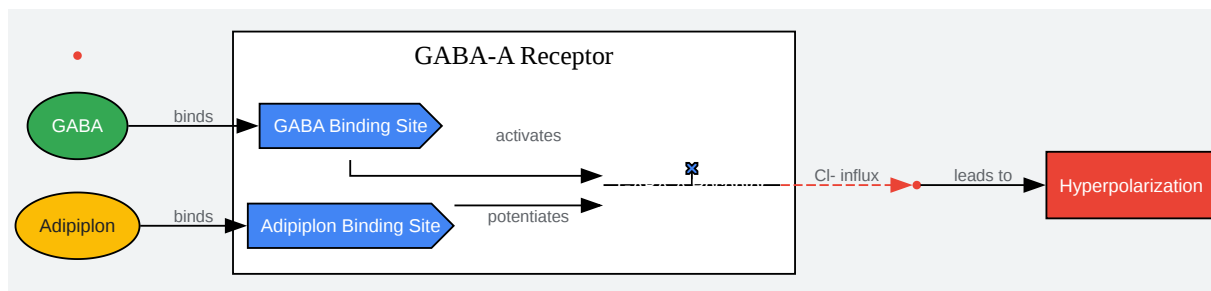 GABA-A Receptor
GABA
binds
GABA Binding Site
activates
Cl- influx
leads to
Hyperpolarization
Adipiplon
binds
Adipiplon Binding Site
potentiates